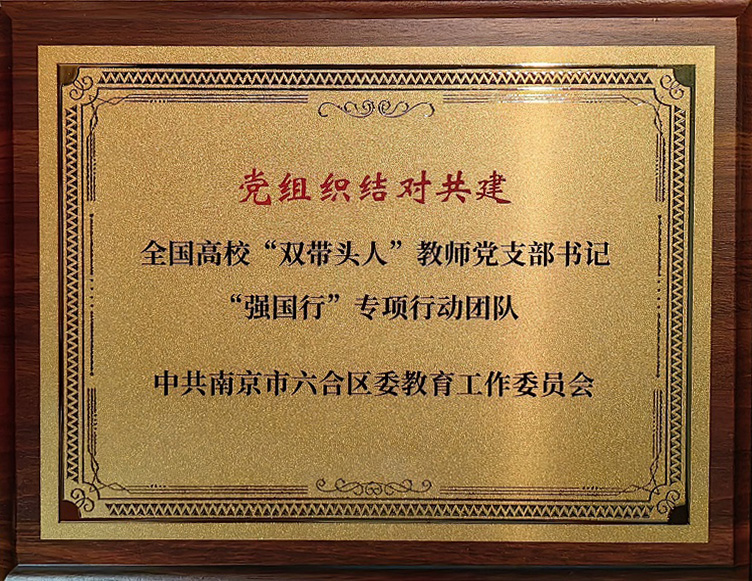 党组织结对共建
全国高校“双带头人”教师党支部书记
“强国行”专项行动团队
中共南京市六合区委教育工作委员会